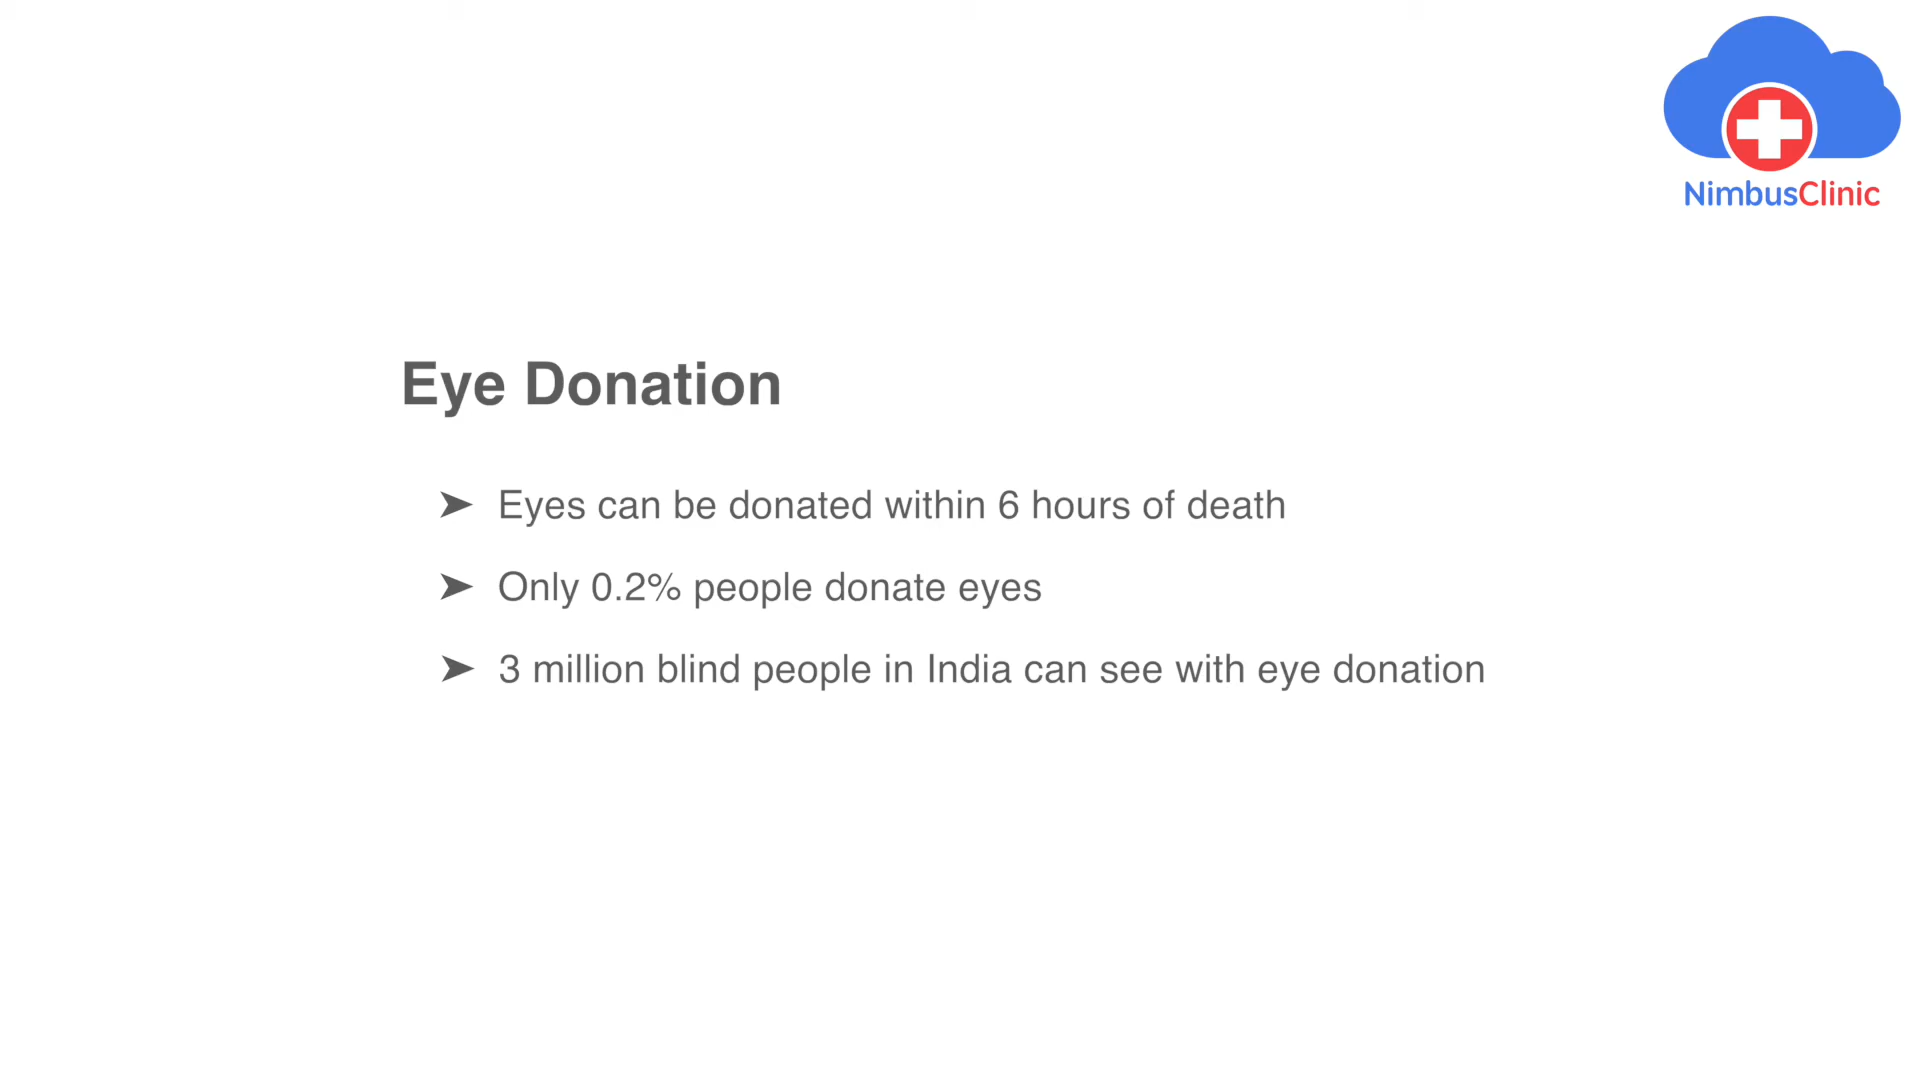 NimbusClinic
Eye Donation
➤ Eyes can be donated within 6 hours of death
➤ Only 0.2% people donate eyes
➤ 3 million blind people in India can see with eye donation